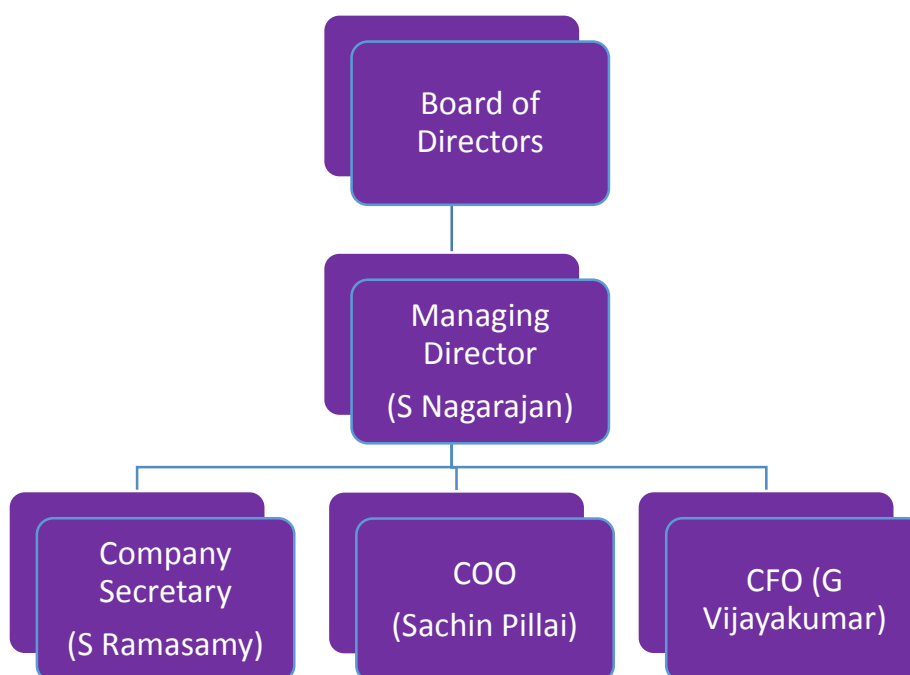 Board of
Directors
Managing
Director
(S Nagarajan)
Company
Secretary
(S Ramasamy)
COO
(Sachin Pillai)
CFO (G
Vijayakumar)